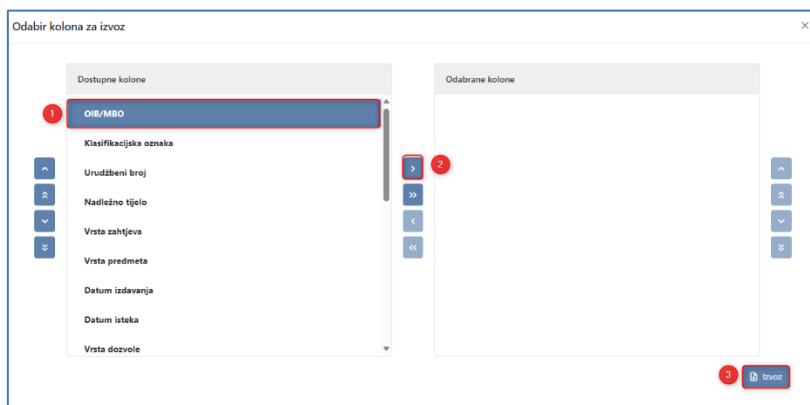 Odabir kolona za izvoz
Dostupne kolone
Odabrane kolone
1
OIB/MBO
Klasifikacijska oznaka
2
Urudžbeni broj
Nadležno tijelo
Vrsta zahtjeva
Vrsta predmeta
Datum izdavanja
Datum isteka
Vrsta dozvole
3
Izvoz